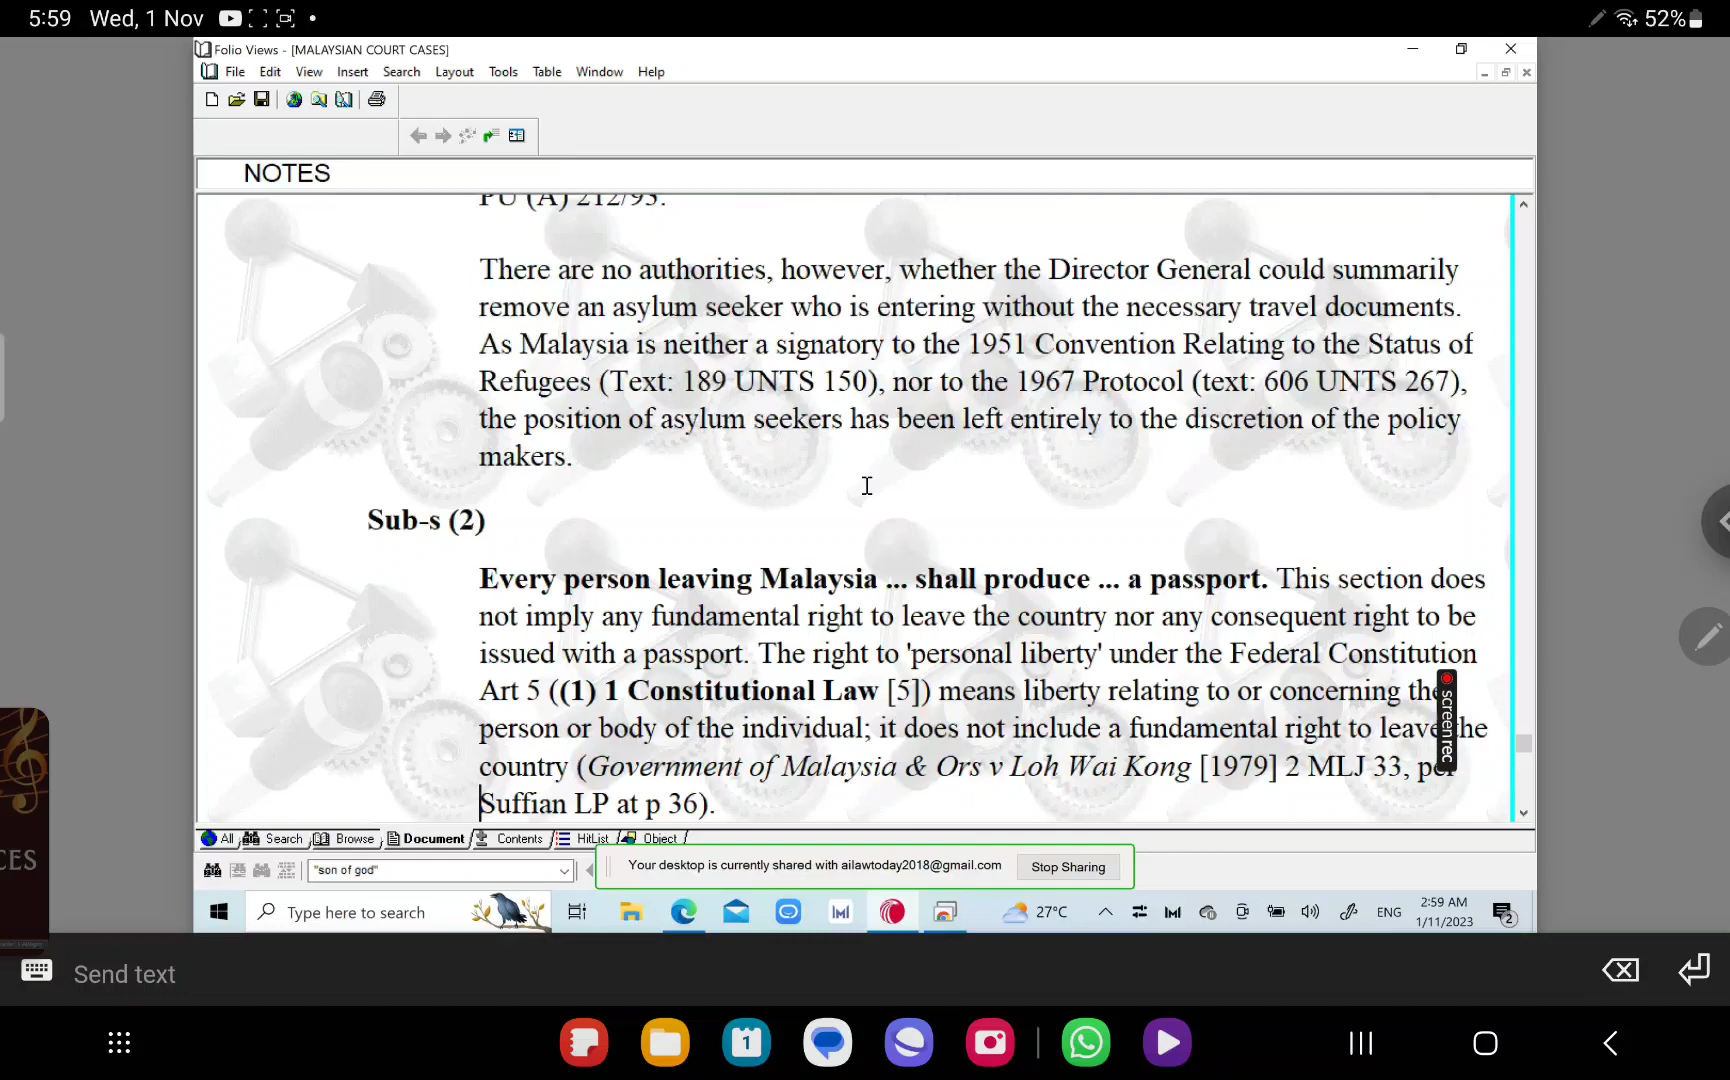 5:59 Wed, 1 Nov
52%
Folio Views - [MALAYSIAN COURT CASES]
File Edit View Insert Search Layout Tools Table Window Help
NOTES
PU (A) 212/93.
There are no authorities, however, whether the Director General could summarily
remove an asylum seeker who is entering without the necessary travel documents.
As Malaysia is neither a signatory to the 1951 Convention Relating to the Status of
Refugees (Text: 189 UNTS 150), nor to the 1967 Protocol (text: 606 UNTS 267),
the position of asylum seekers has been left entirely to the discretion of the policy
makers.
Sub-s (2)
Every person leaving Malaysia ... shall produce ... a passport. This section does
not imply any fundamental right to leave the country nor any consequent right to be
issued with a passport. The right to 'personal liberty' under the Federal Constitution
Art 5 ((1) 1 Constitutional Law [5]) means liberty relating to or concerning the
person or body of the individual; it does not include a fundamental right to leave the
country (Government of Malaysia & Ors v Loh Wai Kong [1979] 2 MLJ 33, per
Suffian LP at p 36).
screen rec
CES
All Search Browse Document Contents HitList Object
"son of god"
Your desktop is currently shared with ailawtoday2018@gmail.com Stop Sharing
Type here to search
27°C
ENG
2:59 AM
1/11/2023
2
Send text
1